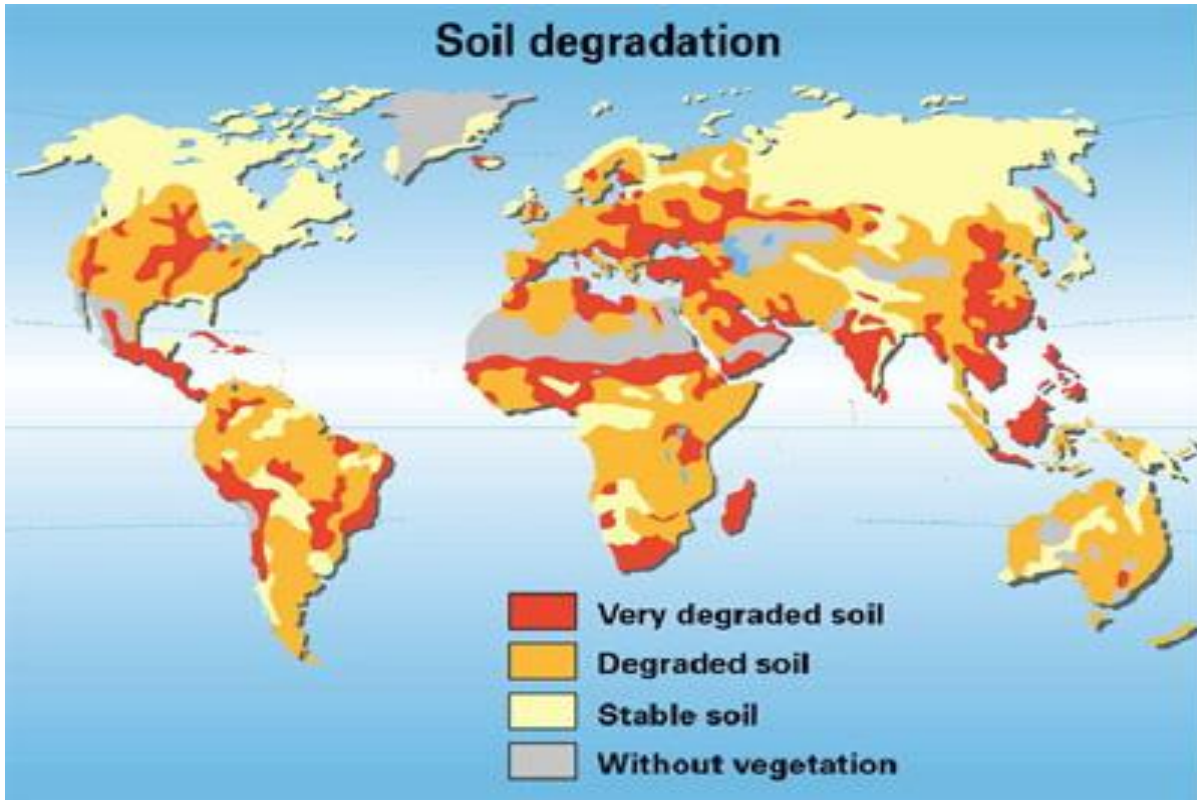 Soil degradation
Very degraded soil
Degraded soil
Stable soil
Without vegetation